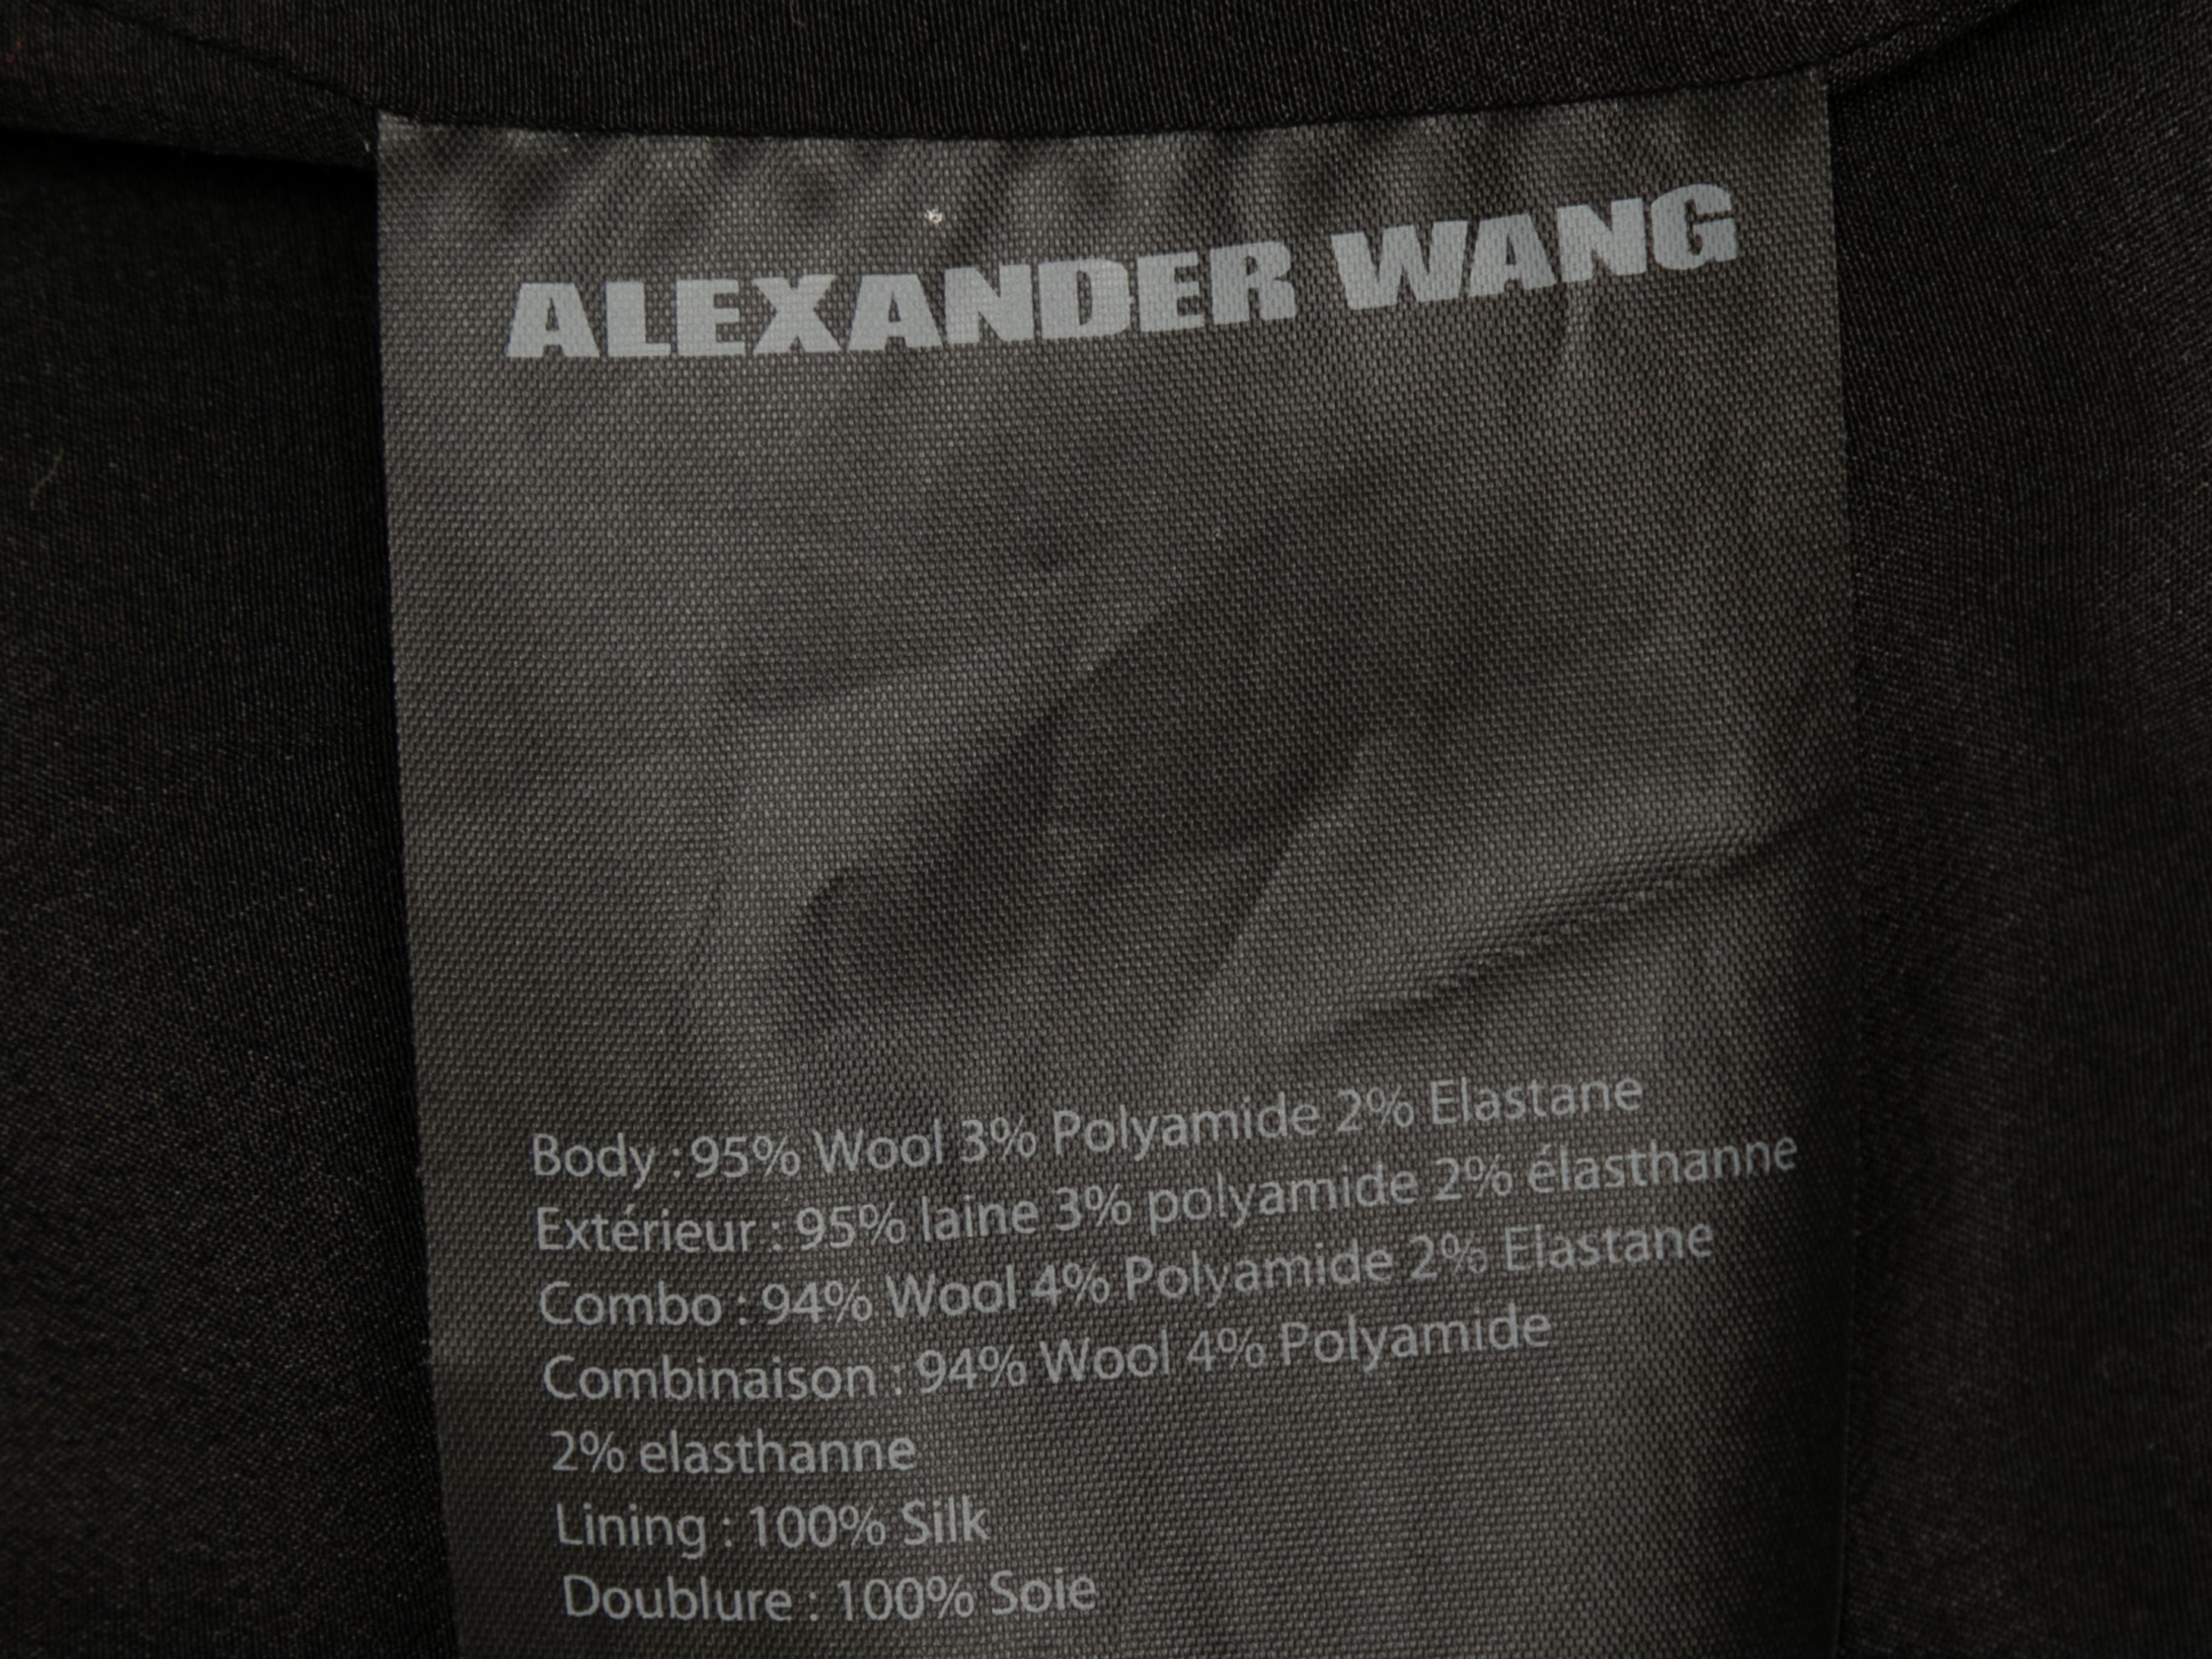 ALEXANDER WANG
Body : 95% Wool 3% Polyamide 2% Elastane
Extérieur : 95% laine 3% polyamide 2% élasthanne
Combo : 94% Wool 4% Polyamide 2% Elastane
Combinaison : 94% Wool 4% Polyamide
2% elasthanne
Lining : 100% Silk
Doublure : 100% Soie